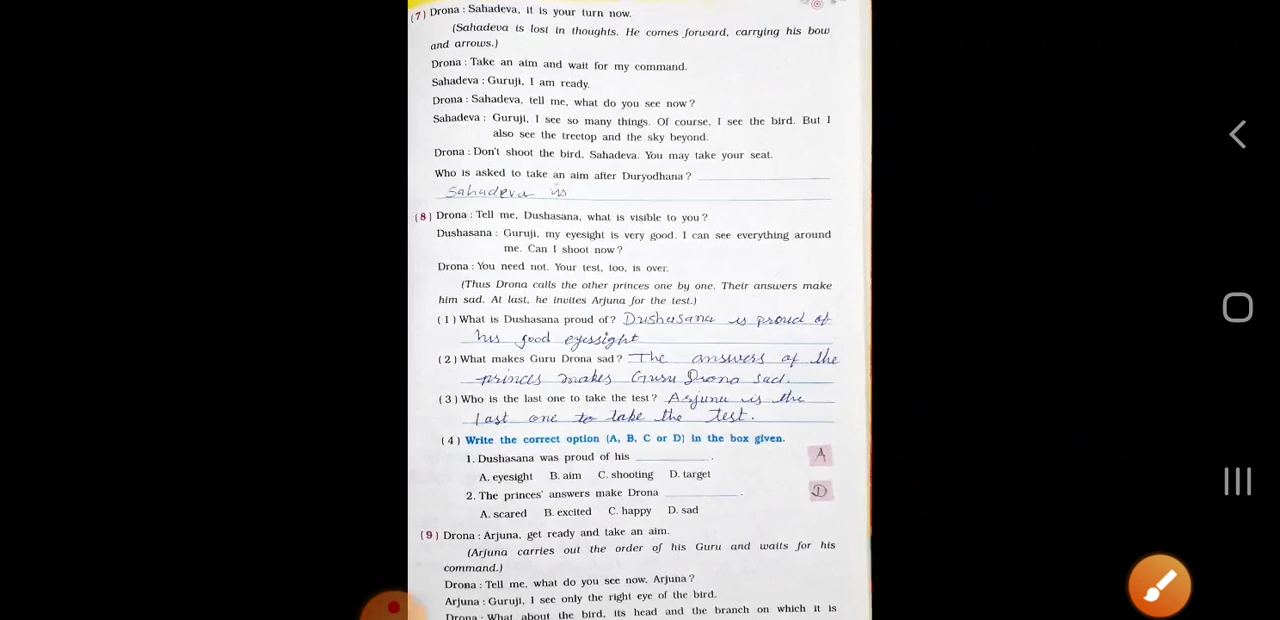 (7) Drona : Sahadeva, it is your turn now.
(Sahadeva is lost in thoughts. He comes forward, carrying his bow
and arrows.)
Drona : Take an aim and wait for my command.
Sahadeva : Guruji, I am ready.
Drona : Sahadeva, tell me, what do you see now?
Sahadeva : Guruji, I see so many things. Of course, I see the bird. But I
also see the treetop and the sky beyond.
Drona : Don't shoot the bird, Sahadeva. You may take your seat.
Who is asked to take an aim after Duryodhana?
Sahadeva is
(8) Drona : Tell me, Dushasana, what is visible to you?
Dushasana : Guruji, my eyesight is very good. I can see everything around
me. Can I shoot now?
Drona : You need not. Your test, too, is over.
(Thus Drona calls the other princes one by one. Their answers make
him sad. At last, he invites Arjuna for the test.)
(1) What is Dushasana proud of? Dushasana is proud of
his good eyessight
(2) What makes Guru Drona sad? The answers of the
princes makes Guru Drona sad.
(3) Who is the last one to take the test? Arjuna is the
last one to take the test.
(4) Write the correct option (A, B, C or D) in the box given.
1. Dushasana was proud of his ________. A
A. eyesight B. aim C. shooting D. target
2. The princes' answers make Drona ________. D
A. scared B. excited C. happy D. sad
(9) Drona : Arjuna, get ready and take an aim.
(Arjuna carries out the order of his Guru and waits for his
command.)
Drona : Tell me, what do you see now, Arjuna?
Arjuna : Guruji, I see only the right eye of the bird.
Drona : What about the bird, its head and the branch on which it is